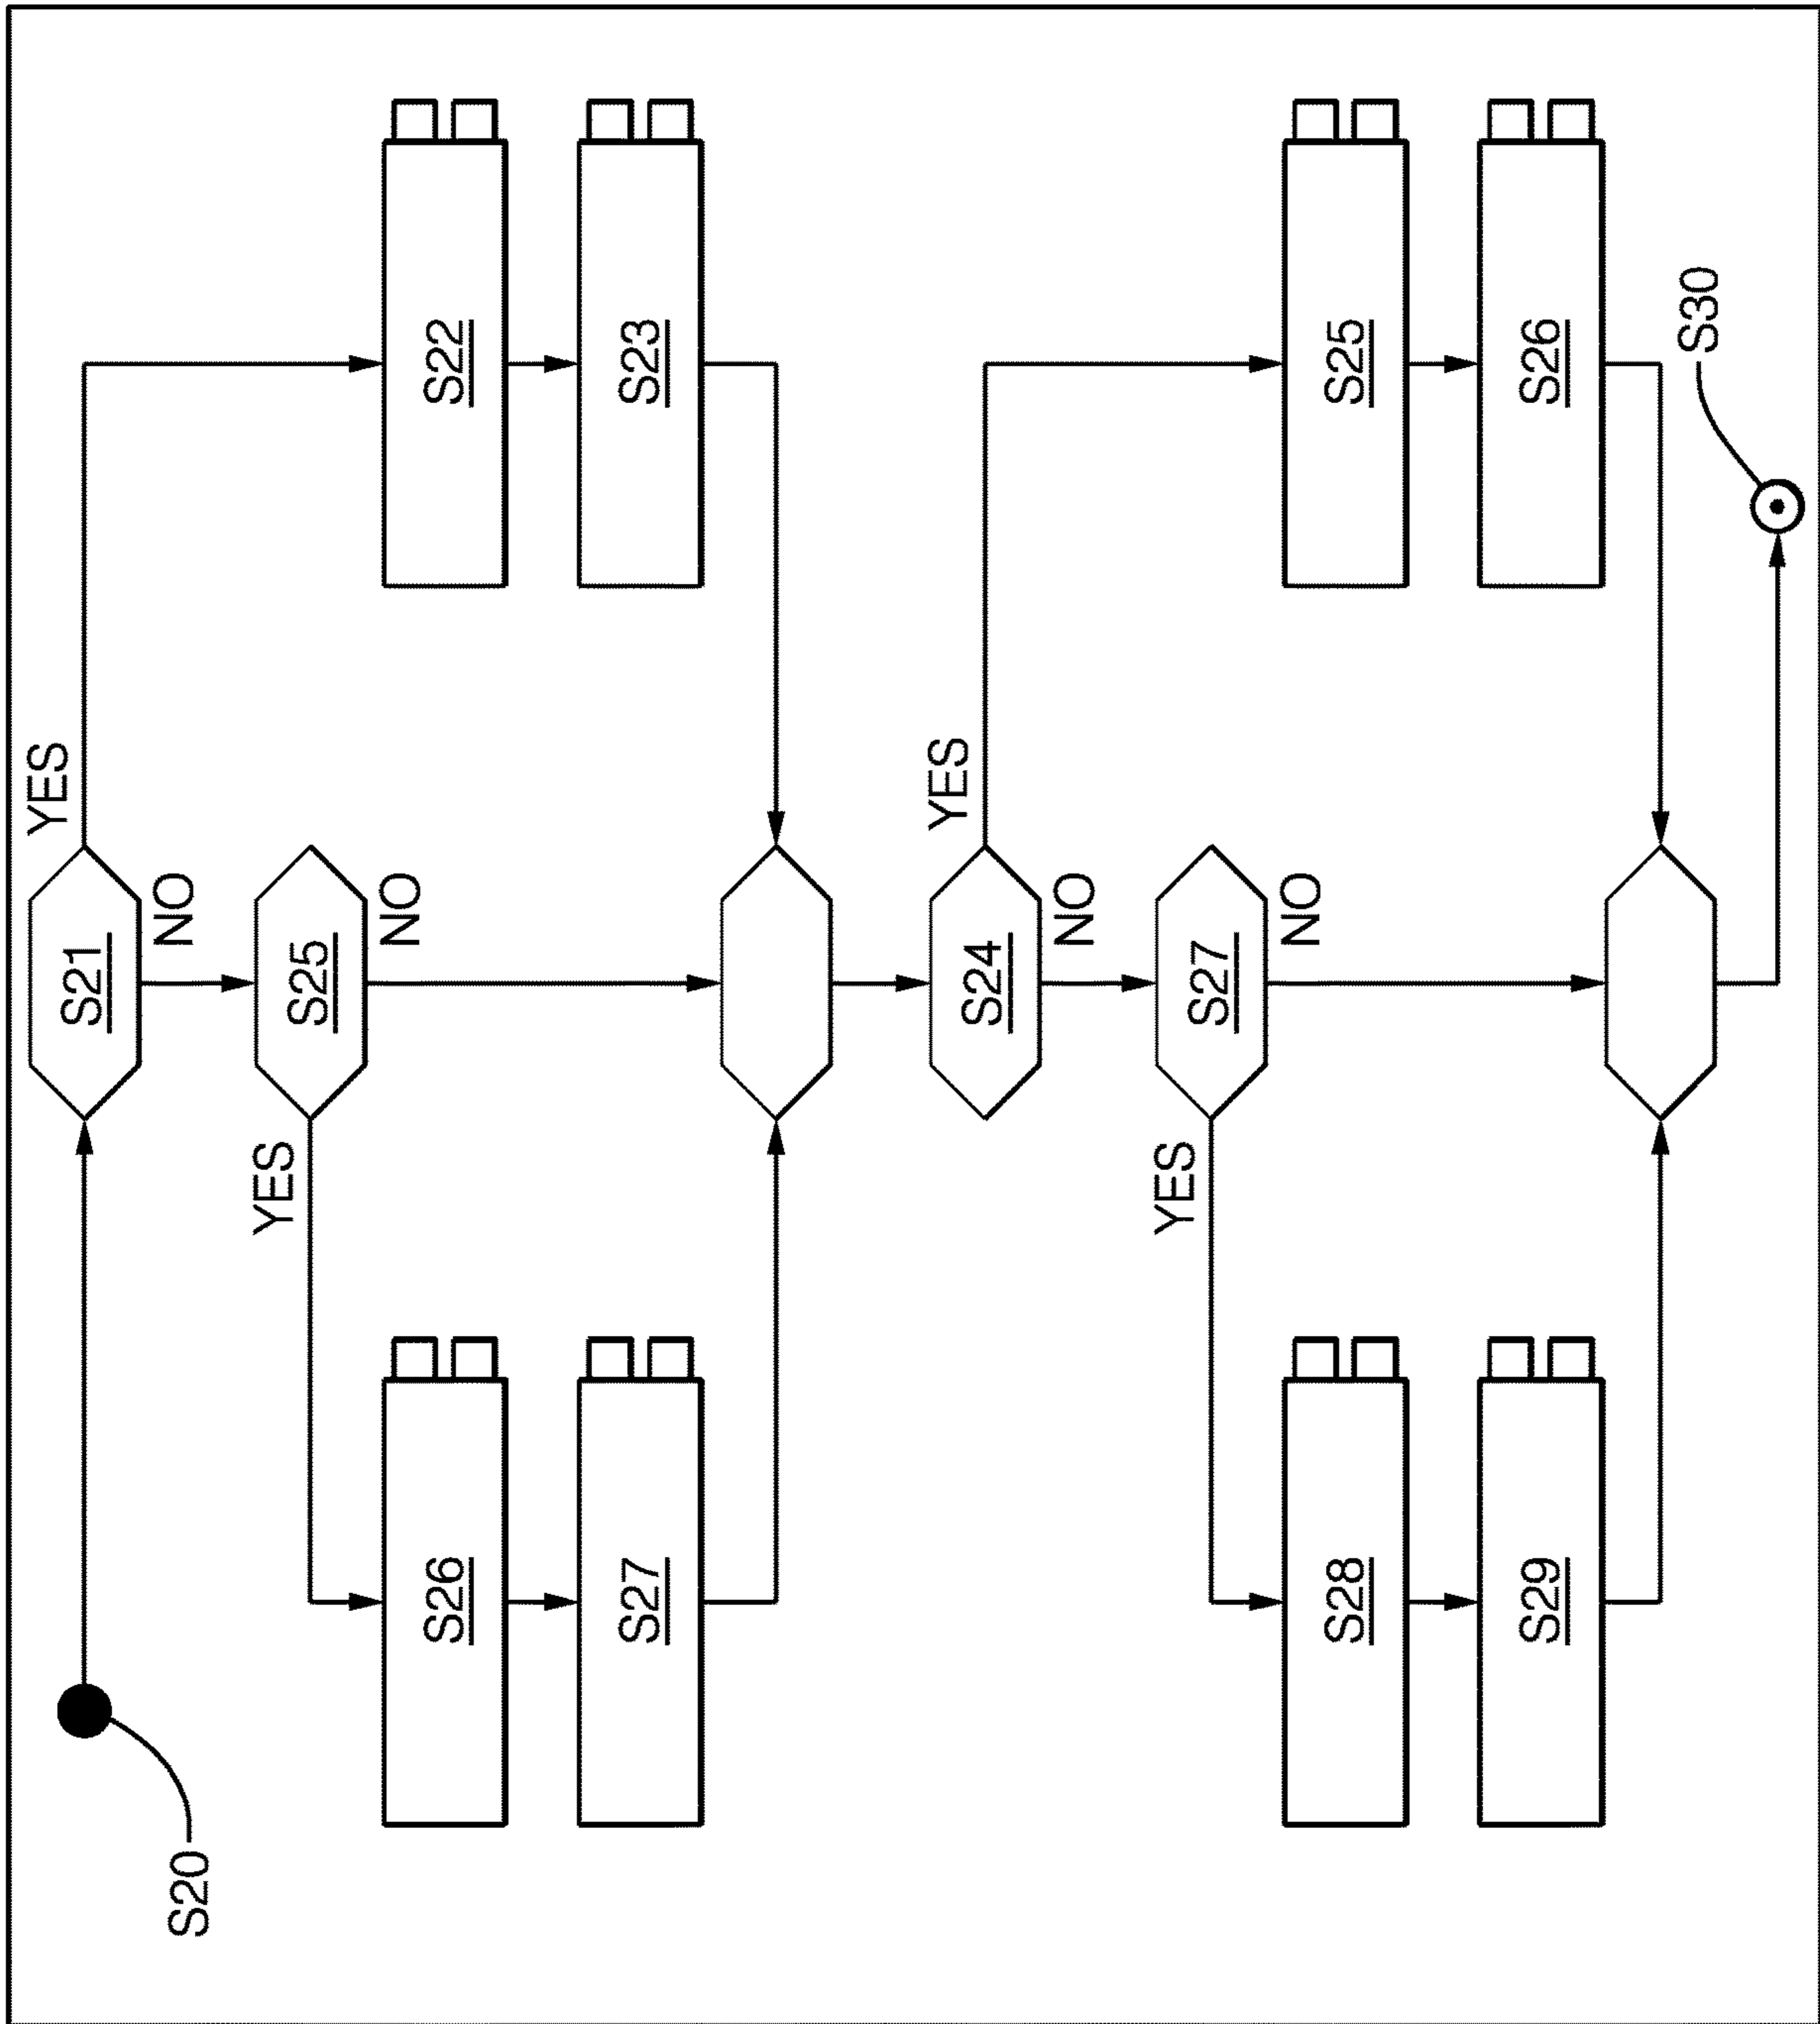 S20
S21
YES
NO
S25
YES
NO
S26
S22
S27
S23
S24
YES
NO
S27
YES
NO
S28
S25
S29
S26
S30